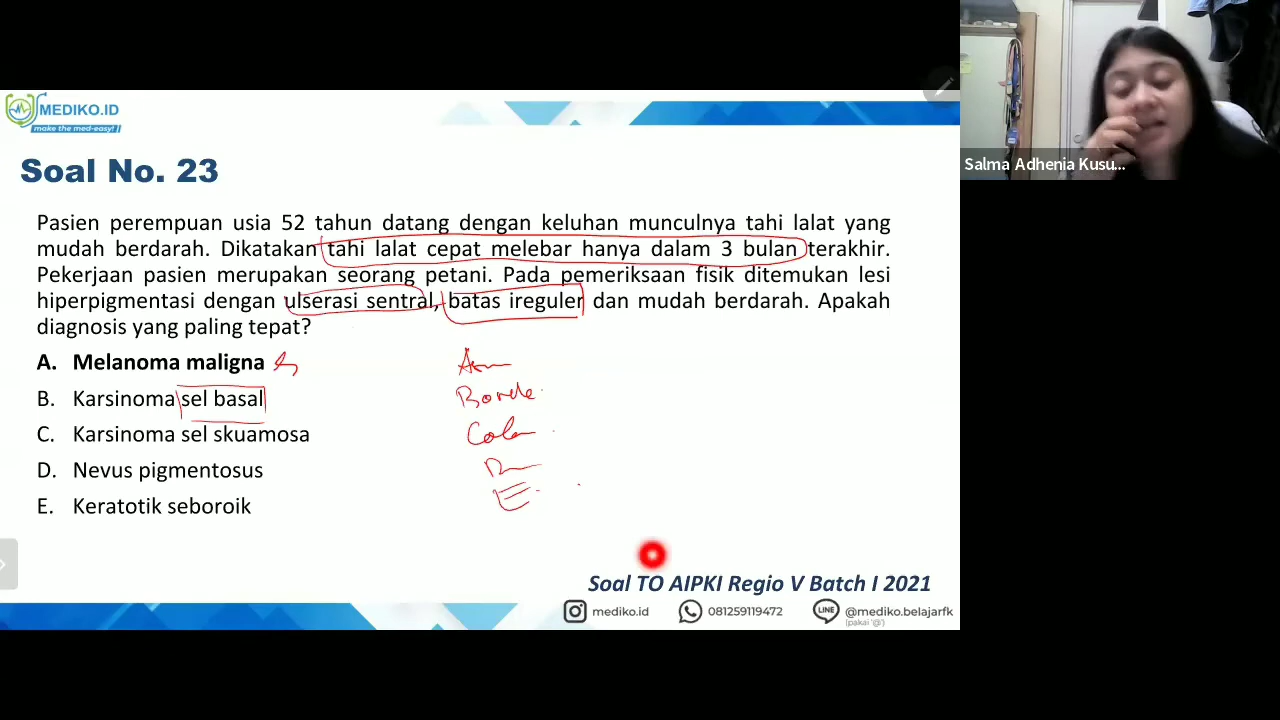 MEDIKO.ID
make the med-easy!
Salma Adhenia Kusu...
Soal No. 23
Pasien perempuan usia 52 tahun datang dengan keluhan munculnya tahi lalat yang
mudah berdarah. Dikatakan tahi lalat cepat melebar hanya dalam 3 bulan terakhir.
Pekerjaan pasien merupakan seorang petani. Pada pemeriksaan fisik ditemukan lesi
hiperpigmentasi dengan ulserasi sentral, batas ireguler dan mudah berdarah. Apakah
diagnosis yang paling tepat?
A. Melanoma maligna
B. Karsinoma sel basal
C. Karsinoma sel skuamosa
D. Nevus pigmentosus
E. Keratotik seboroik
Borde
Colo
E
Soal TO AIPKI Regio V Batch I 2021
mediko.id
081259119472
LINE
@mediko.belajarfk
(pakai '@')